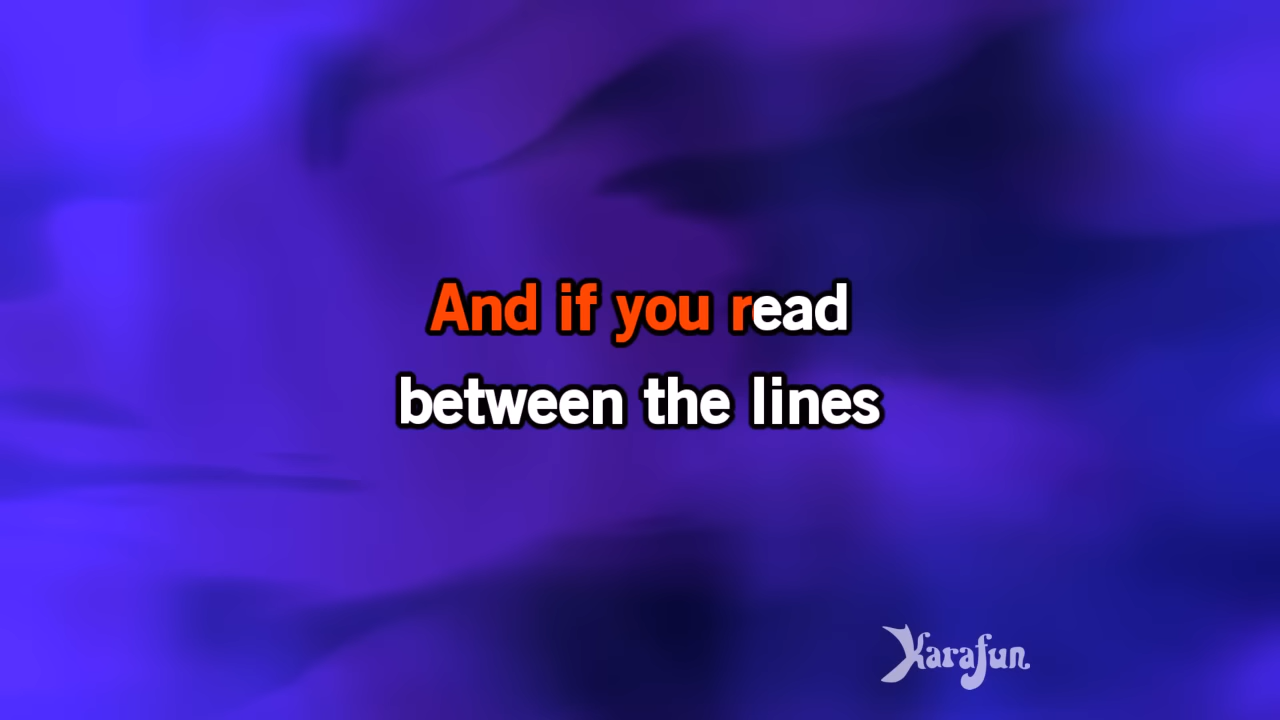 And if you read
between the lines
Karafun